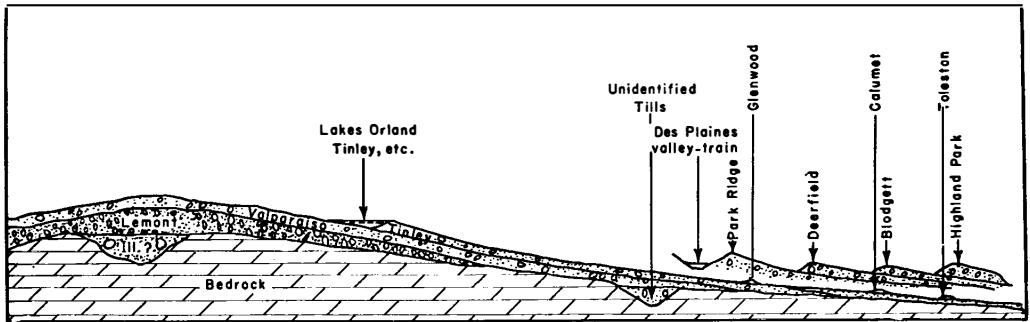 Unidentified
Tills
Glenwood
Calumet
Toleston
Lakes Orland
Tinley, etc.
Des Plaines
valley-train
Park Ridge
Deerfield
Blodgett
Highland Park
Valparaiso
Tinley
Lemont
Ill. ?
Bedrock